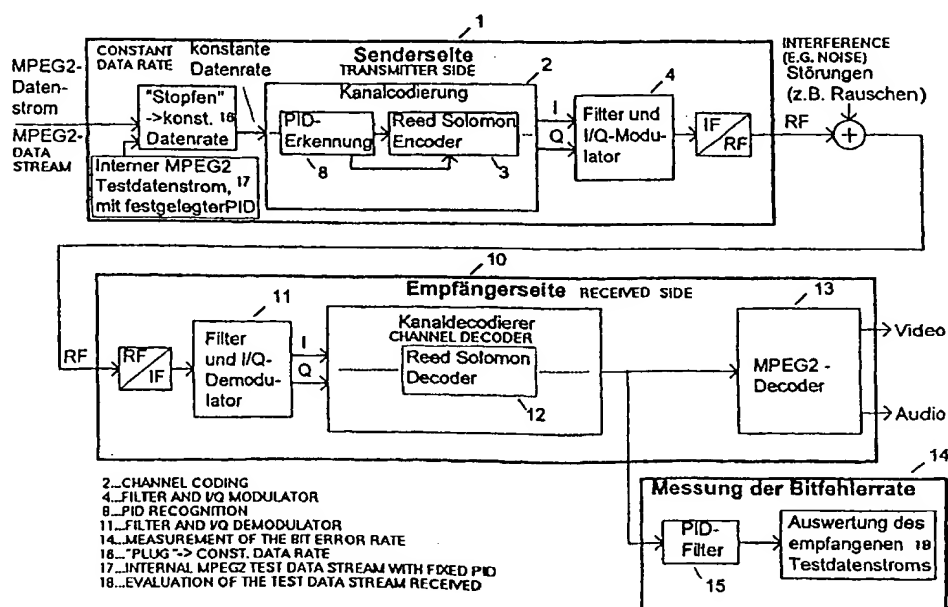 1
CONSTANT
DATA RATE
konstante
Datenrate
Senderseite
TRANSMITTER SIDE
2
4
INTERFERENCE
(E.G. NOISE)
Störungen
(z.B. Rauschen)
MPEG2-
Daten-
strom
MPEG2-
DATA
STREAM
"Stopfen"
->konst. 16
Datenrate
Kanalcodierung
PID-
Erkennung
8
Reed Solomon
Encoder
3
I
Q
Filter und
I/Q-Modu-
lator
IF
RF
RF
+
Interner MPEG2
Testdatenstrom, 17
mit festgelegterPID
10
Empfängerseite RECEIVED SIDE
11
13
RF
RF
IF
Filter
und I/Q-
Demodu-
lator
I
Q
Kanaldecodierer
CHANNEL DECODER
Reed Solomon
Decoder
12
MPEG2 -
Decoder
Video
Audio
14
Messung der Bitfehlerrate
PID-
Filter
15
Auswertung des
empfangenen 18
Testdatenstroms
2...CHANNEL CODING
4...FILTER AND I/Q MODULATOR
8...PID RECOGNITION
11...FILTER AND I/Q DEMODULATOR
14...MEASUREMENT OF THE BIT ERROR RATE
16..."PLUG"-> CONST. DATA RATE
17...INTERNAL MPEG2 TEST DATA STREAM WITH FIXED PID
18...EVALUATION OF THE TEST DATA STREAM RECEIVED